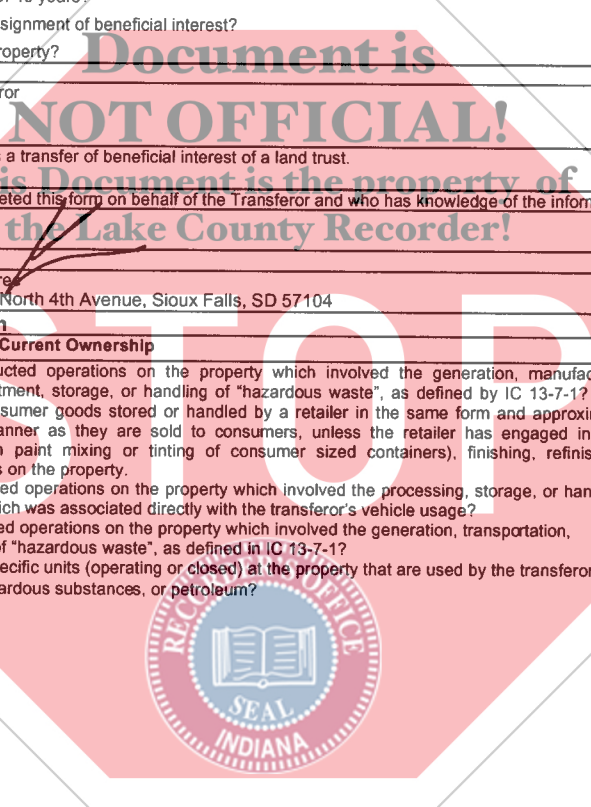 signment of beneficial interest?
roperty?
Document is
ror
NOT OFFICIAL!
a transfer of beneficial interest of a land trust.
is Document is the property of
eted this form on behalf of the Transferor and who has knowledge of the inform
the Lake County Recorder!
re
North 4th Avenue, Sioux Falls, SD 57104
n
STOP
Current Ownership
ucted operations on the property which involved the generation, manufac
tment, storage, or handling of “hazardous waste”, as defined by IC 13-7-1?
nsumer goods stored or handled by a retailer in the same form and approxin
anner as they are sold to consumers, unless the retailer has engaged in
n paint mixing or tinting of consumer sized containers), finishing, refinis
s on the property.
ed operations on the property which involved the processing, storage, or han
ich was associated directly with the transferor's vehicle usage?
ed operations on the property which involved the generation, transportation,
of “hazardous waste”, as defined in IC 13-7-1?
ecific units (operating or closed) at the property that are used by the transferor
ardous substances, or petroleum?
RECORDER'S OFFICE
SEAL
INDIANA